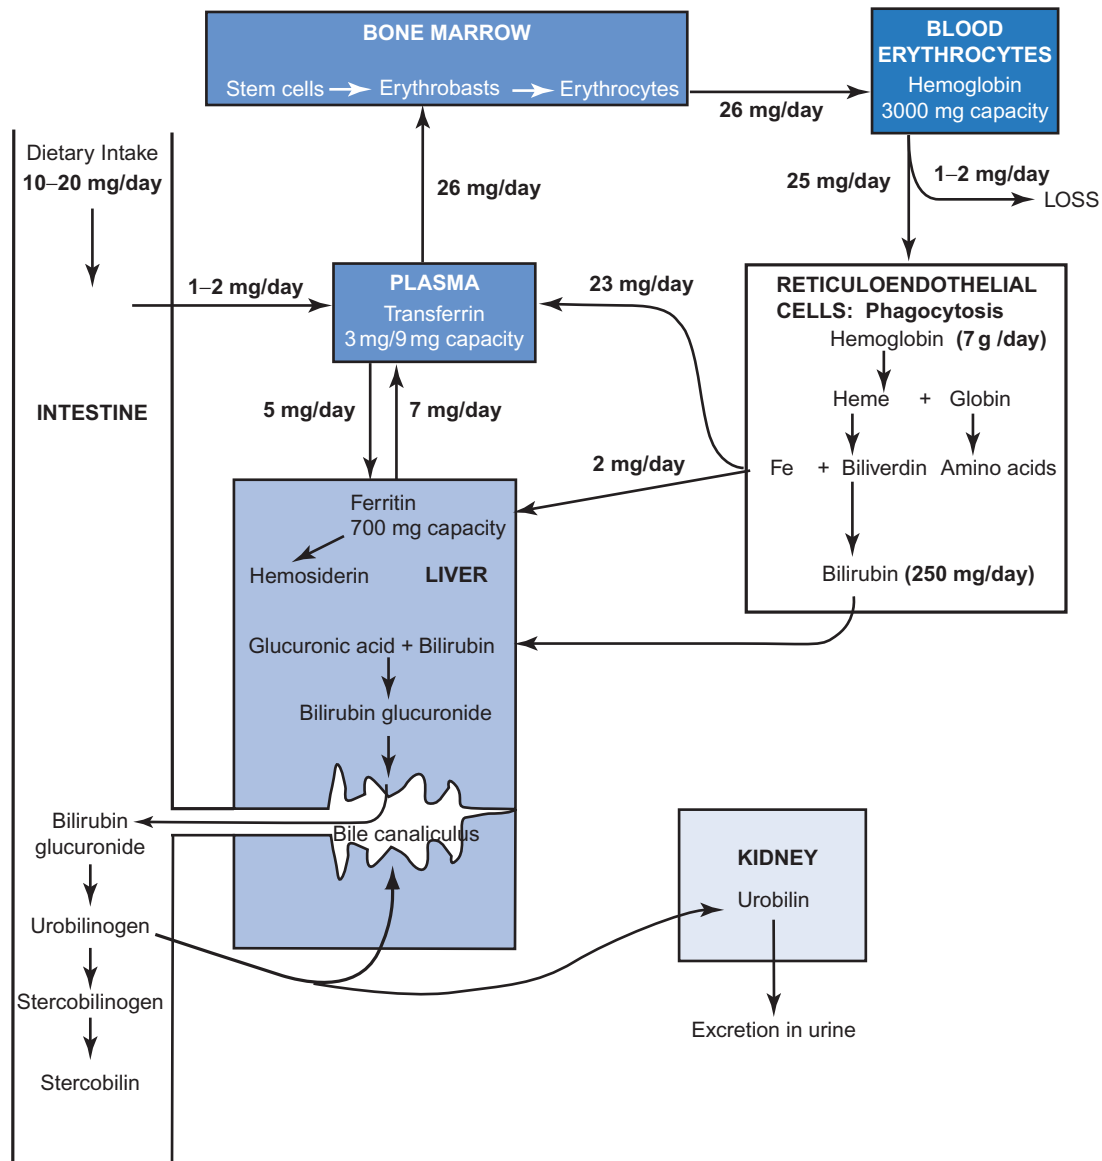 BONE MARROW
Stem cells Erythrobasts Erythrocytes
BLOOD
ERYTHROCYTES
Hemoglobin
3000 mg capacity
26 mg/day
Dietary Intake
10–20 mg/day
26 mg/day
25 mg/day
1–2 mg/day
LOSS
1–2 mg/day
PLASMA
Transferrin
3 mg/9 mg capacity
23 mg/day
RETICULOENDOTHELIAL
CELLS: Phagocytosis
Hemoglobin (7 g /day)
Heme + Globin
Fe + Biliverdin Amino acids
Bilirubin (250 mg/day)
INTESTINE
5 mg/day
7 mg/day
2 mg/day
Ferritin
700 mg capacity
Hemosiderin
LIVER
Glucuronic acid + Bilirubin
Bilirubin glucuronide
Bile canaliculus
Bilirubin
glucuronide
Urobilinogen
Stercobilinogen
Stercobilin
KIDNEY
Urobilin
Excretion in urine